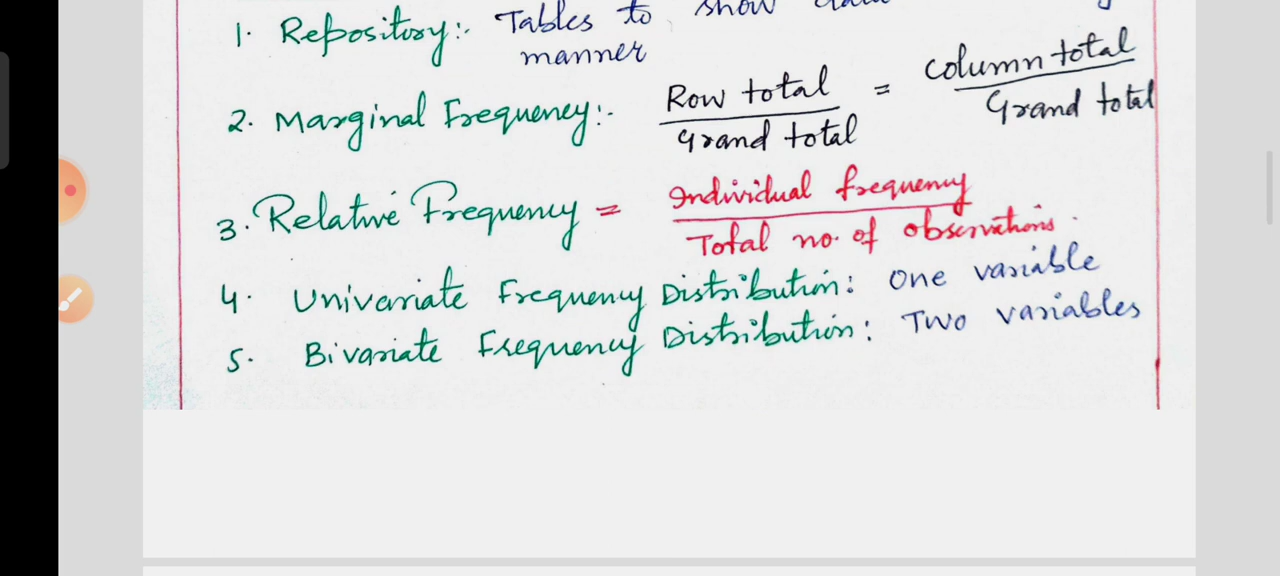 1. Repository:- Tables to show
manner
2. Marginal Frequency:- Row total / Grand total = column total / Grand total
3. Relative Frequency = Individual frequency / Total no. of observations.
4. Univariate Frequency Distribution: One variable
5. Bivariate Frequency Distribution: Two variables